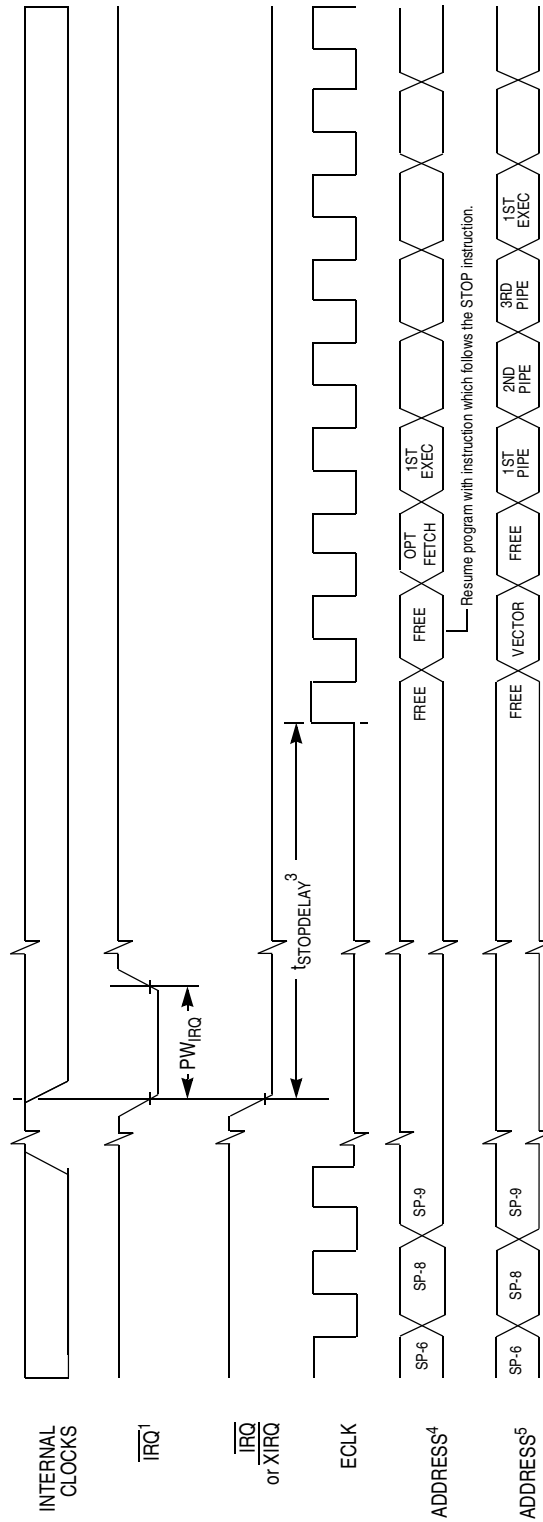 INTERNAL
CLOCKS
IRQ¹
PW_IRQ
IRQ
or XIRQ
t_STOPDELAY³
ECLK
ADDRESS⁴
SP-6
SP-8
SP-9
FREE
FREE
OPT
FETCH
1ST
EXEC
Resume program with instruction which follows the STOP instruction.
ADDRESS⁵
SP-6
SP-8
SP-9
FREE
VECTOR
FREE
1ST
PIPE
2ND
PIPE
3RD
PIPE
1ST
EXEC